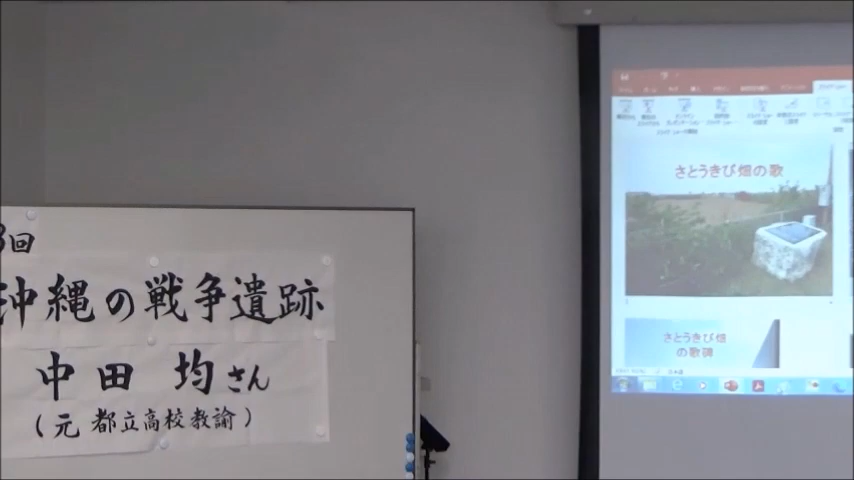 3回
沖縄の戦争遺跡
中田 均さん
(元 都立高校教諭)
さとうきび畑の歌
さとうきび畑
の歌碑